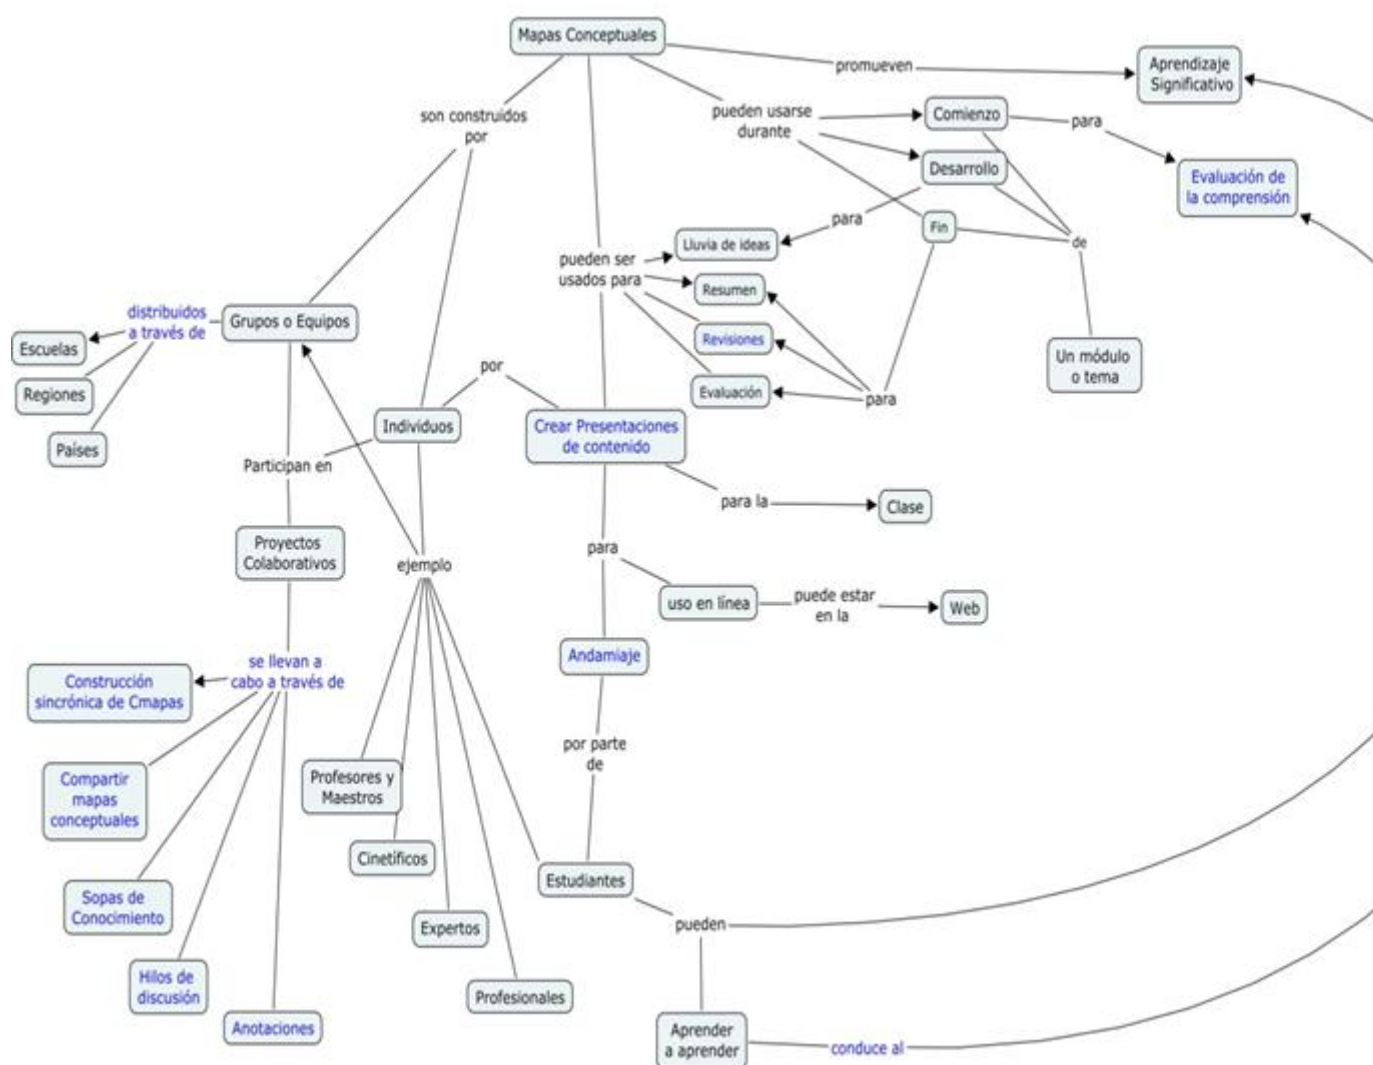 Mapas Conceptuales
promueven
Aprendizaje
Significativo
son construidos
por
pueden usarse
durante
Comienzo
para
Evaluación de
la comprensión
Desarrollo
para
Fin
de
Un módulo
o tema
pueden ser
usados para
Lluvia de ideas
Resumen
Revisiones
Evaluación
para
distribuidos
a través de
Grupos o Equipos
Escuelas
Regiones
Países
por
Individuos
Crear Presentaciones
de contenido
Participan en
para la
Clase
Proyectos
Colaborativos
ejemplo
para
uso en línea
puede estar
en la
Web
Andamiaje
se llevan a
cabo a través de
Construcción
sincrónica de Cmapas
Compartir
mapas
conceptuales
Sopas de
Conocimiento
Hilos de
discusión
Anotaciones
Profesores y
Maestros
Cinetíficos
Expertos
Profesionales
por parte
de
Estudiantes
pueden
Aprender
a aprender
conduce al